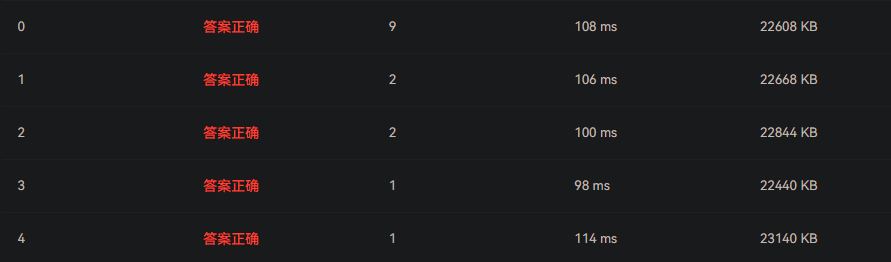 0 答案正确 9 108 ms 22608 KB
1 答案正确 2 106 ms 22668 KB
2 答案正确 2 100 ms 22844 KB
3 答案正确 1 98 ms 22440 KB
4 答案正确 1 114 ms 23140 KB